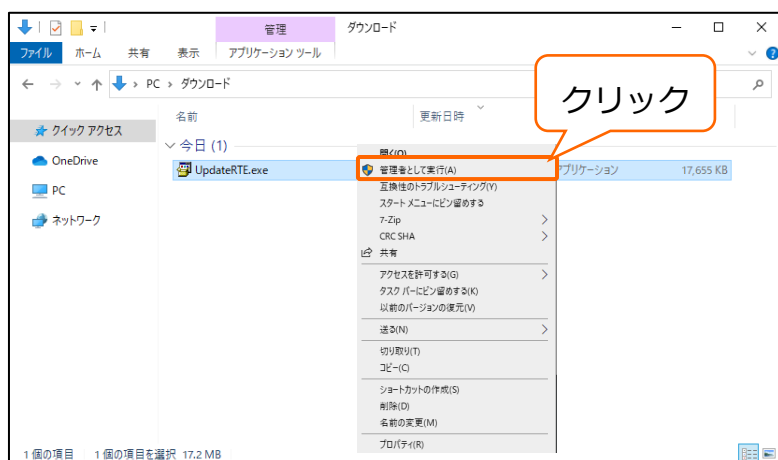 管理
ダウンロード
ファイル ホーム 共有 表示 アプリケーション ツール
PC > ダウンロード
クリック
名前 更新日時
クイック アクセス
OneDrive
PC
ネットワーク
今日 (1)
UpdateRTE.exe アプリケーション 17,655 KB
開く(O)
管理者として実行(A)
互換性のトラブルシューティング(Y)
スタート メニューにピン留めする
7-Zip
CRC SHA
共有
アクセスを許可する(G)
タスク バーにピン留めする(K)
以前のバージョンの復元(V)
送る(N)
切り取り(T)
コピー(C)
ショートカットの作成(S)
削除(D)
名前の変更(M)
プロパティ(R)
1 個の項目 1 個の項目を選択 17.2 MB